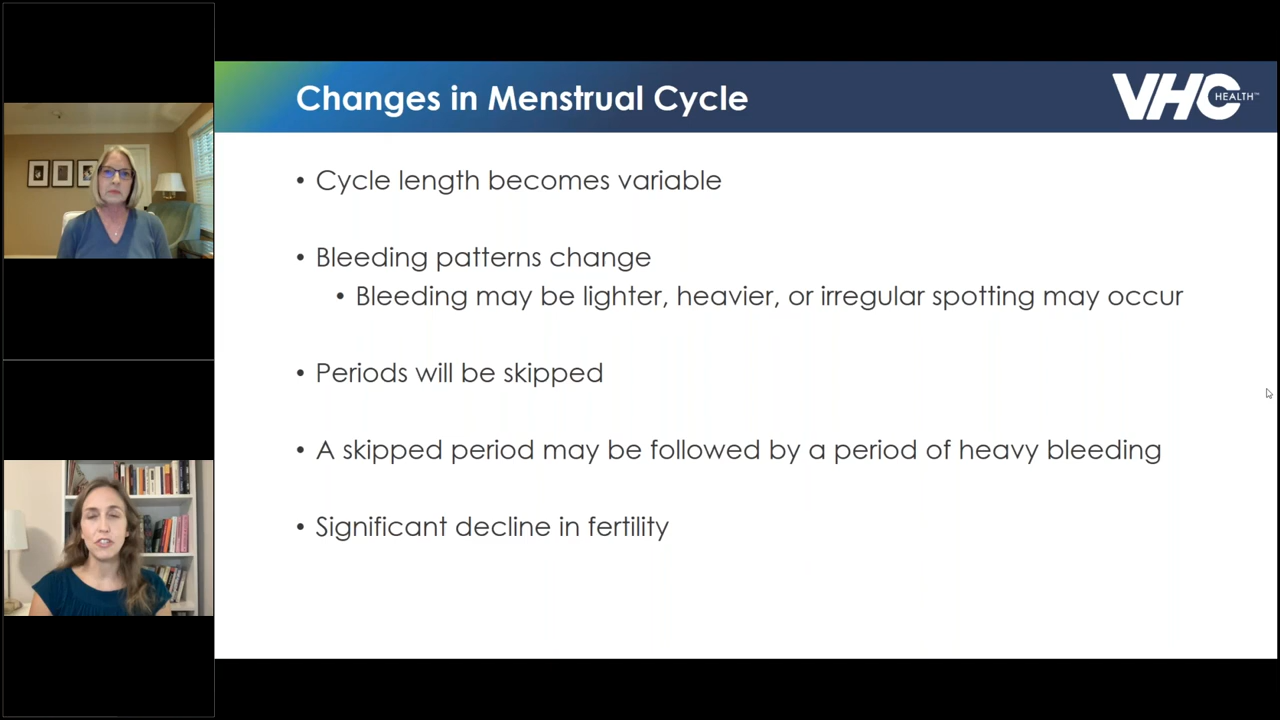 Changes in Menstrual Cycle
VHC HEALTH™
• Cycle length becomes variable
• Bleeding patterns change
• Bleeding may be lighter, heavier, or irregular spotting may occur
• Periods will be skipped
• A skipped period may be followed by a period of heavy bleeding
• Significant decline in fertility